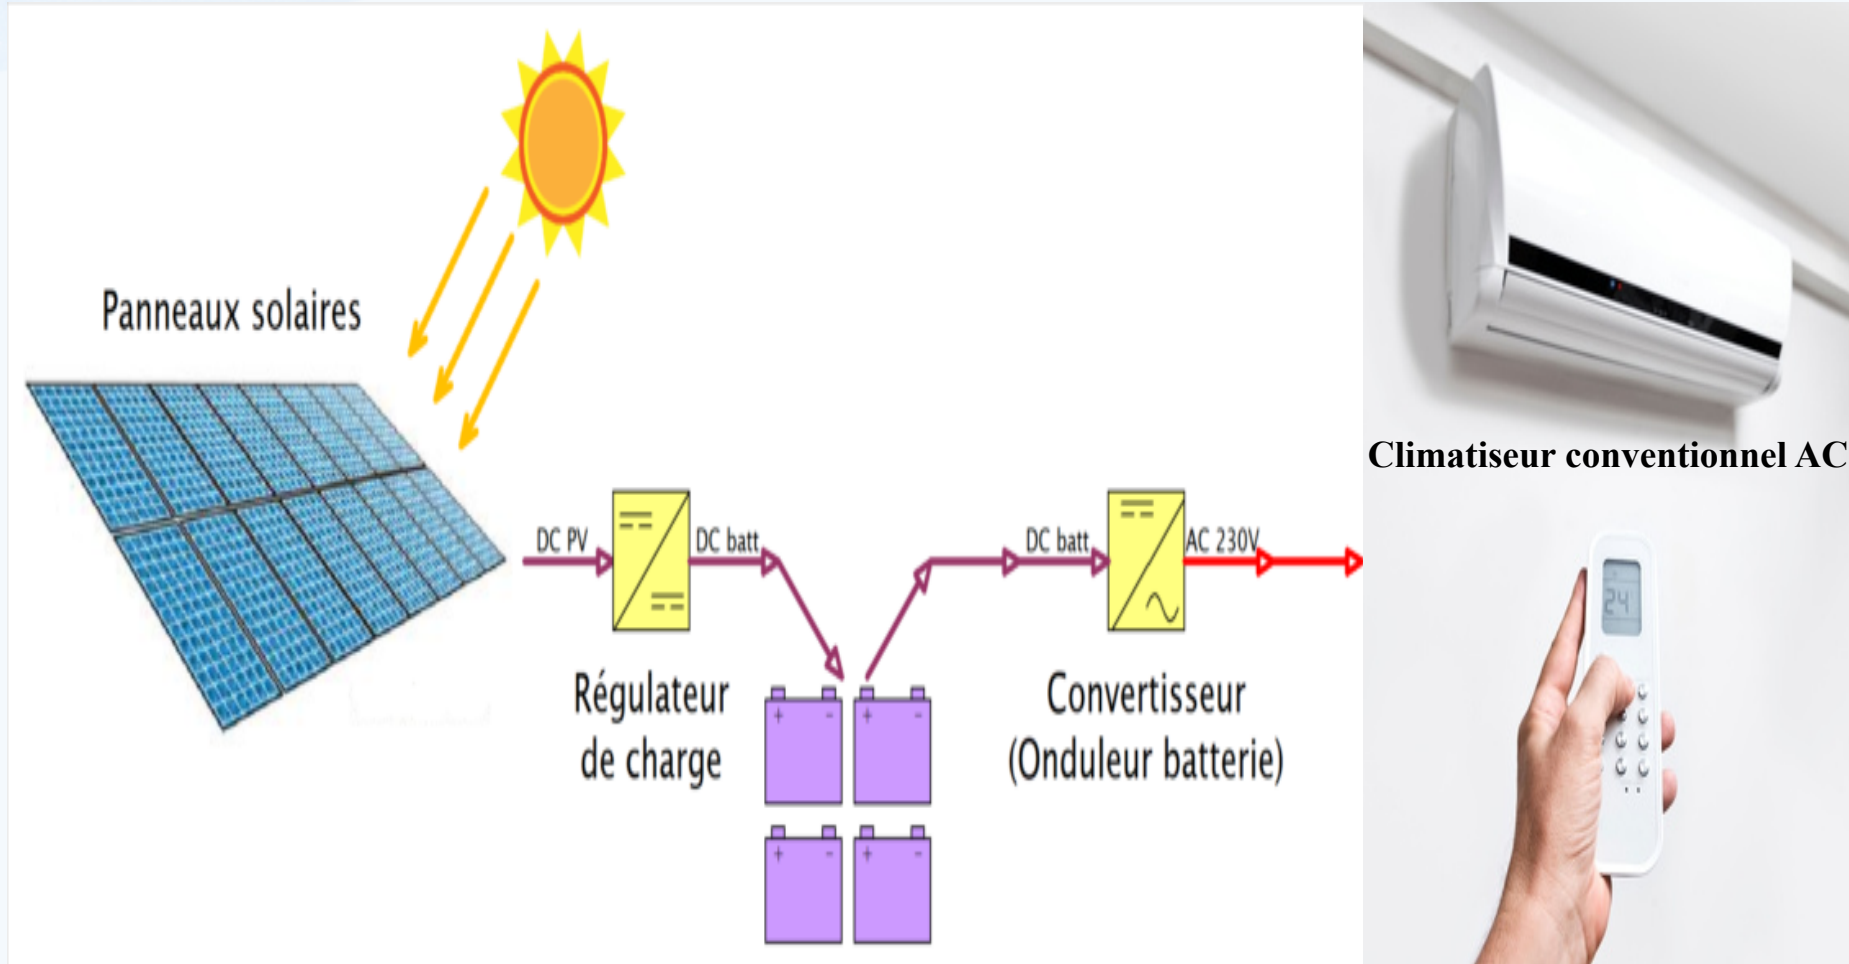 Panneaux solaires
DC PV
DC batt
Régulateur
de charge
+ - + -
+ - + -
DC batt
AC 230V
Convertisseur
(Onduleur batterie)
Climatiseur conventionnel AC
24